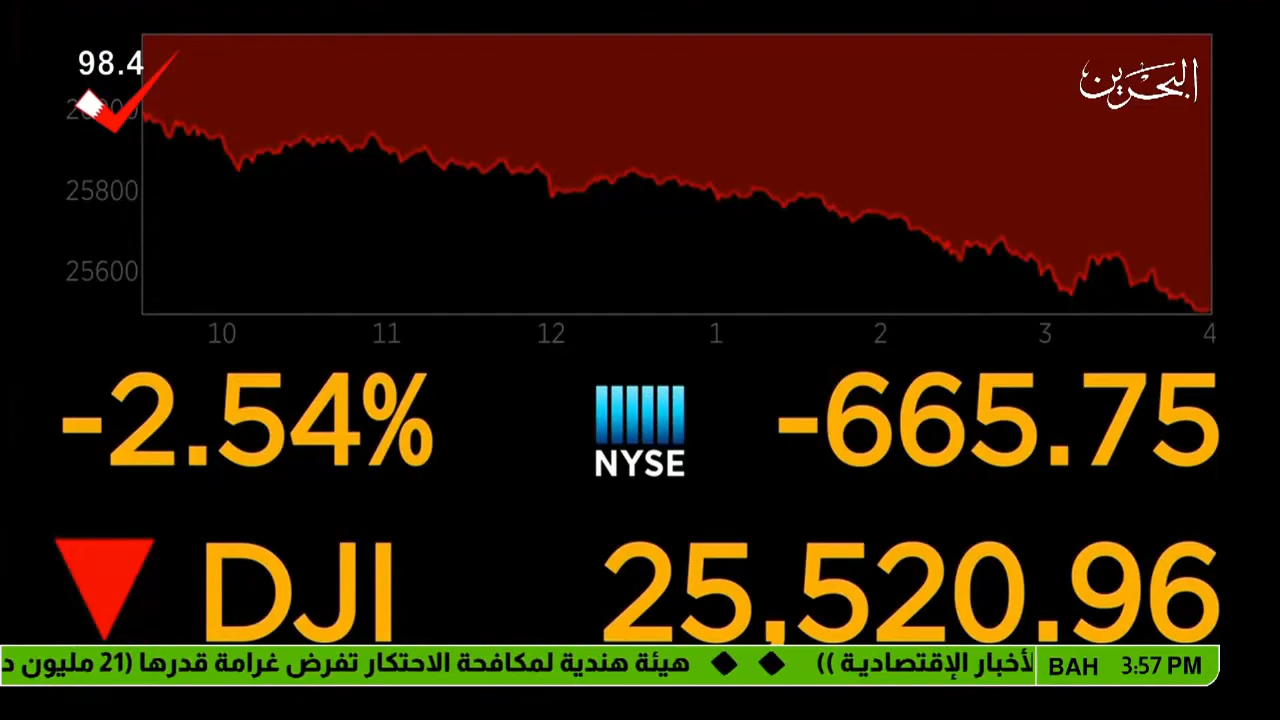 98.4
البحرين
25800
25600
10 11 12 1 2 3 4
-2.54% NYSE -665.75
DJI 25,520.96
BAH 3:57 PM
الأخبار الإقتصادية )) ◆ ◆ هيئة هندية لمكافحة الاحتكار تفرض غرامة قدرها (21 مليون د